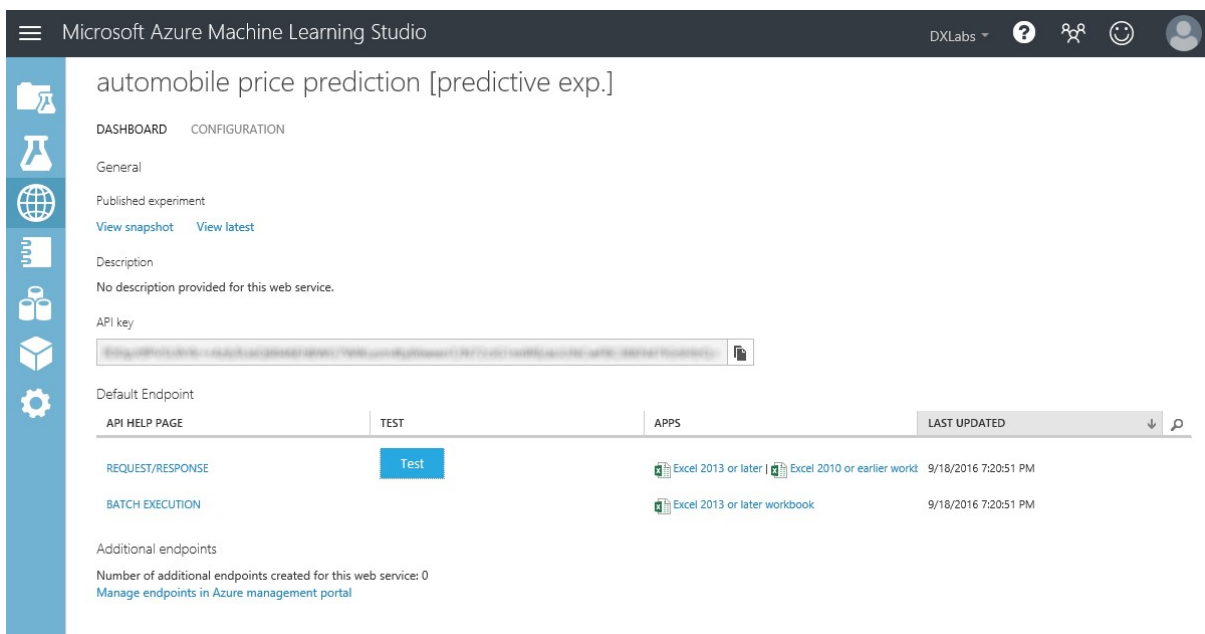 Microsoft Azure Machine Learning Studio DXLabs ?
automobile price prediction [predictive exp.]
DASHBOARD CONFIGURATION
General
Published experiment
View snapshot View latest
Description
No description provided for this web service.
API key
Default Endpoint
API HELP PAGE TEST APPS LAST UPDATED
REQUEST/RESPONSE Test Excel 2013 or later | Excel 2010 or earlier 9/18/2016 7:20:51 PM
BATCH EXECUTION Excel 2013 or later workbook 9/18/2016 7:20:51 PM
Additional endpoints
Number of additional endpoints created for this web service: 0
Manage endpoints in Azure management portal